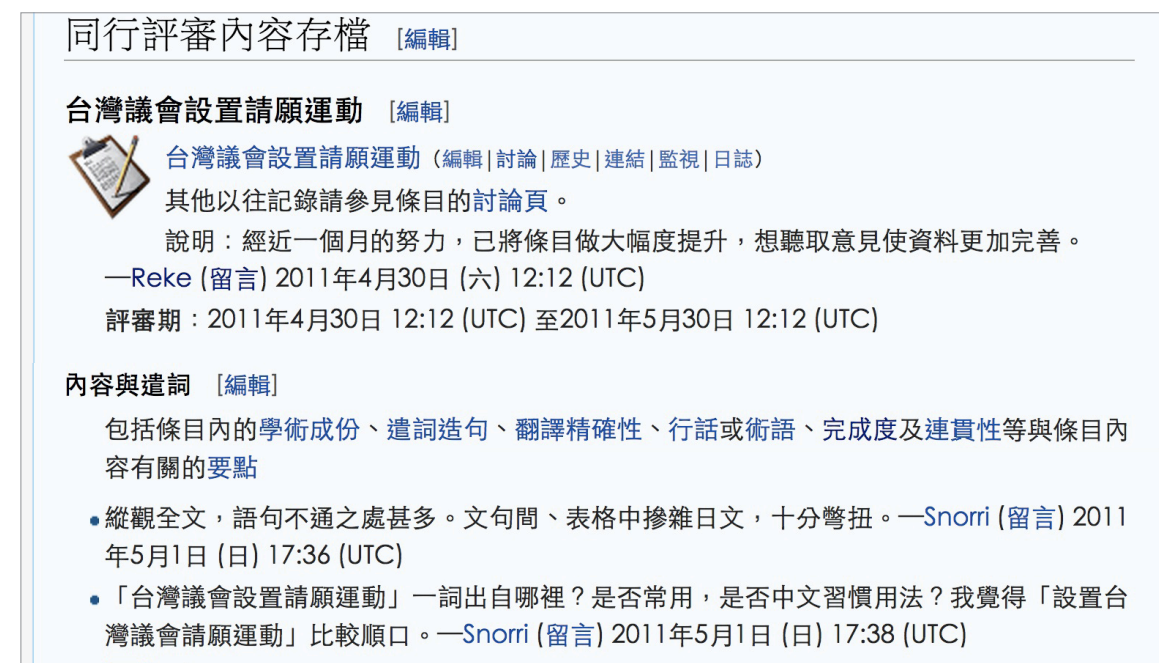 同行評審內容存檔 [編輯]
台灣議會設置請願運動 [編輯]
台灣議會設置請願運動（編輯|討論|歷史|連結|監視|日誌）
其他以往記錄請參見條目的討論頁。
說明：經近一個月的努力，已將條目做大幅度提升，想聽取意見使資料更加完善。
—Reke (留言) 2011年4月30日 (六) 12:12 (UTC)
評審期：2011年4月30日 12:12 (UTC) 至2011年5月30日 12:12 (UTC)
內容與遣詞 [編輯]
包括條目內的學術成份、遣詞造句、翻譯精確性、行話或術語、完成度及連貫性等與條目內
容有關的要點
縱觀全文，語句不通之處甚多。文句間、表格中摻雜日文，十分彆扭。—Snorri (留言) 2011
年5月1日 (日) 17:36 (UTC)
「台灣議會設置請願運動」一詞出自哪裡？是否常用，是否中文習慣用法？我覺得「設置台
灣議會請願運動」比較順口。—Snorri (留言) 2011年5月1日 (日) 17:38 (UTC)